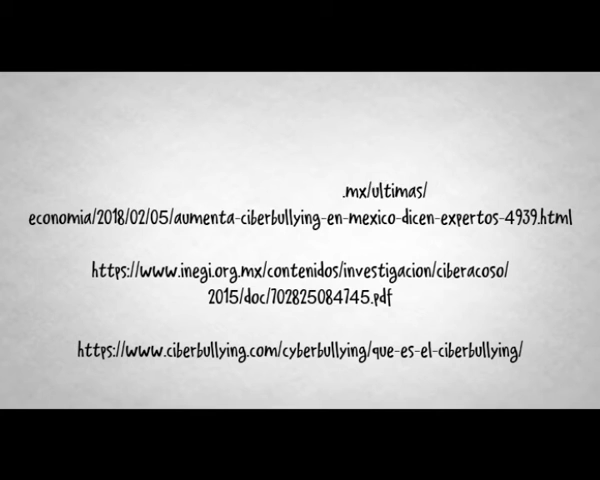 .mx/ultimas/
economia/2018/02/05/aumenta-ciberbullying-en-mexico-dicen-expertos-4939.html
https://www.inegi.org.mx/contenidos/investigacion/ciberacoso/
2015/doc/702825084745.pdf
https://www.ciberbullying.com/cyberbullying/que-es-el-ciberbullying/